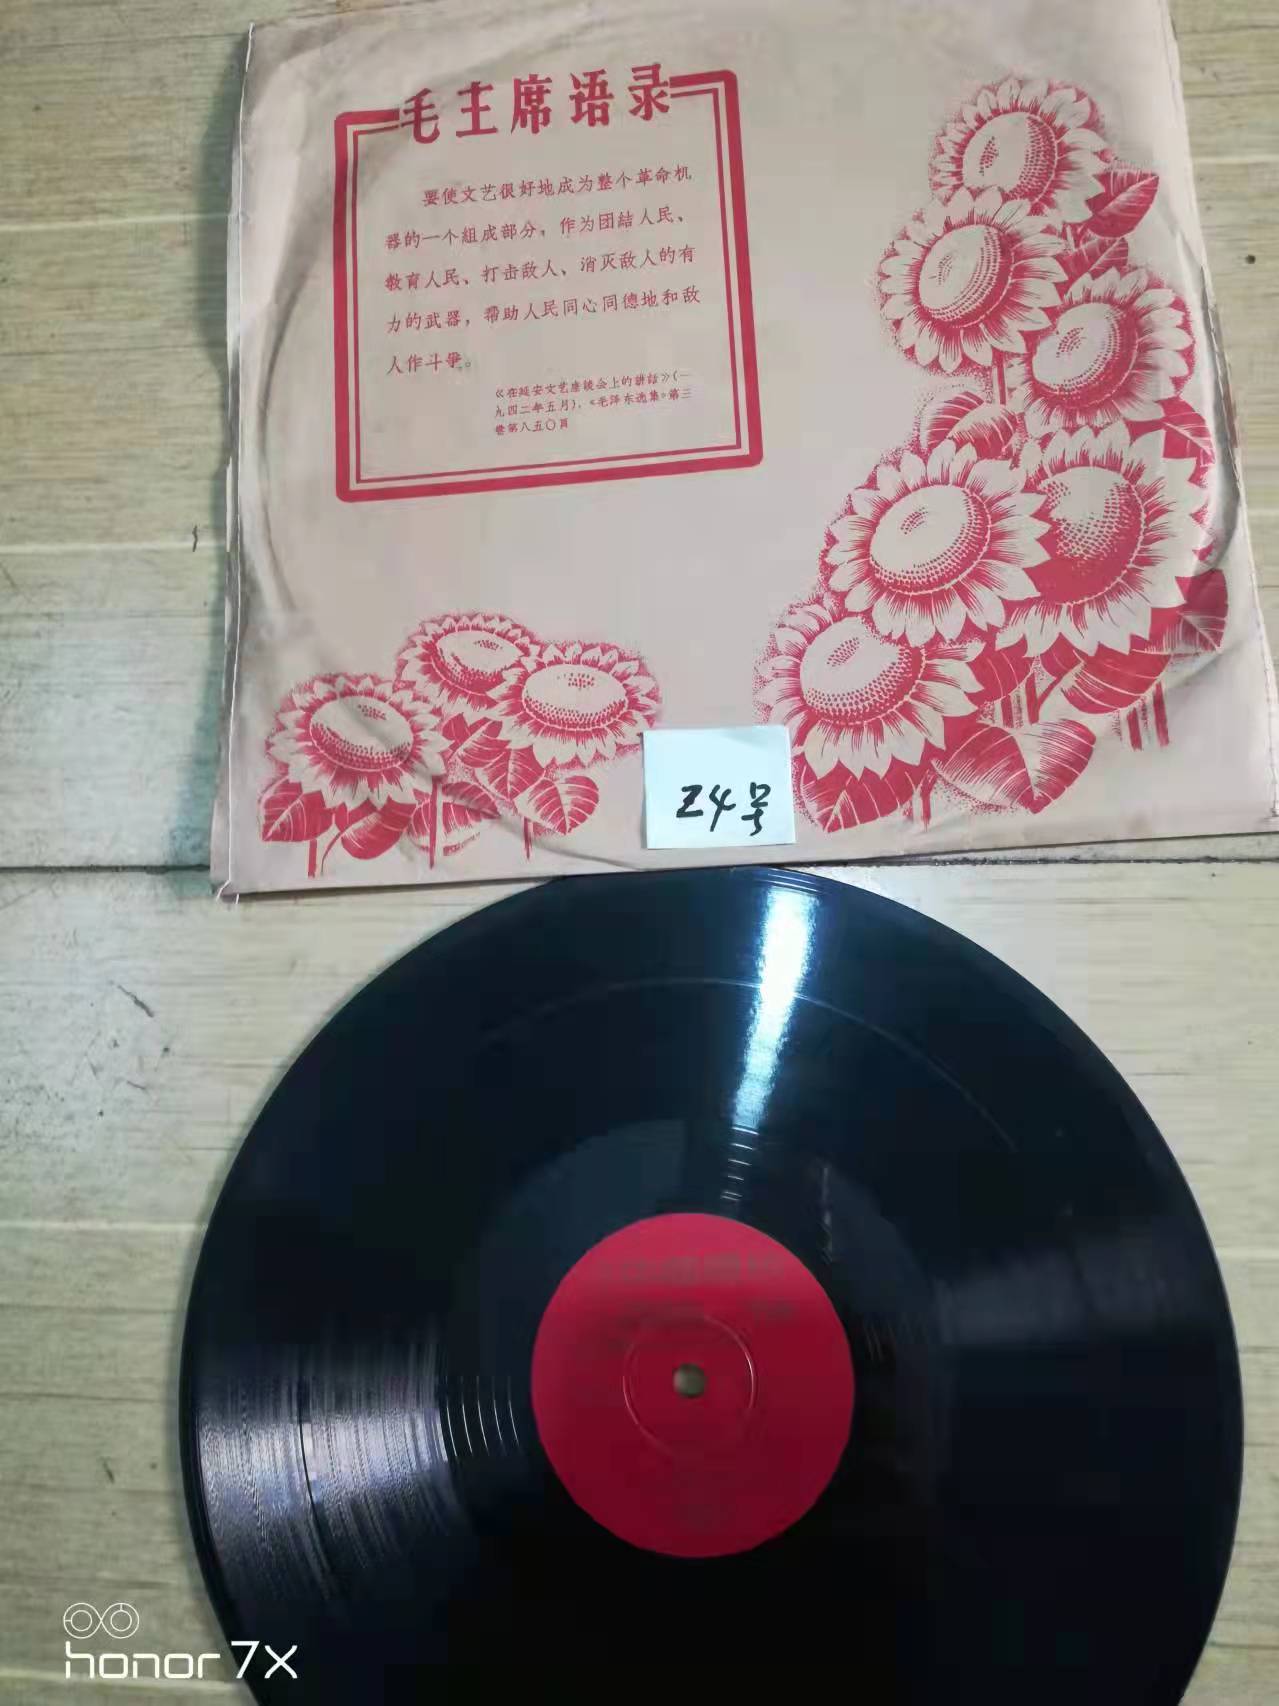 毛主席语录
要使文艺很好地成为整个革命机
器的一个組成部分，作为团結人民、
教育人民、打击敌人、消灭敌人的有
力的武器，帮助人民同心同德地和敌
人作斗爭。
《在延安文艺座谈会上的讲話》(一
九四二年五月)，《毛泽东选集》第三
卷第八五〇頁
24号
honor 7X